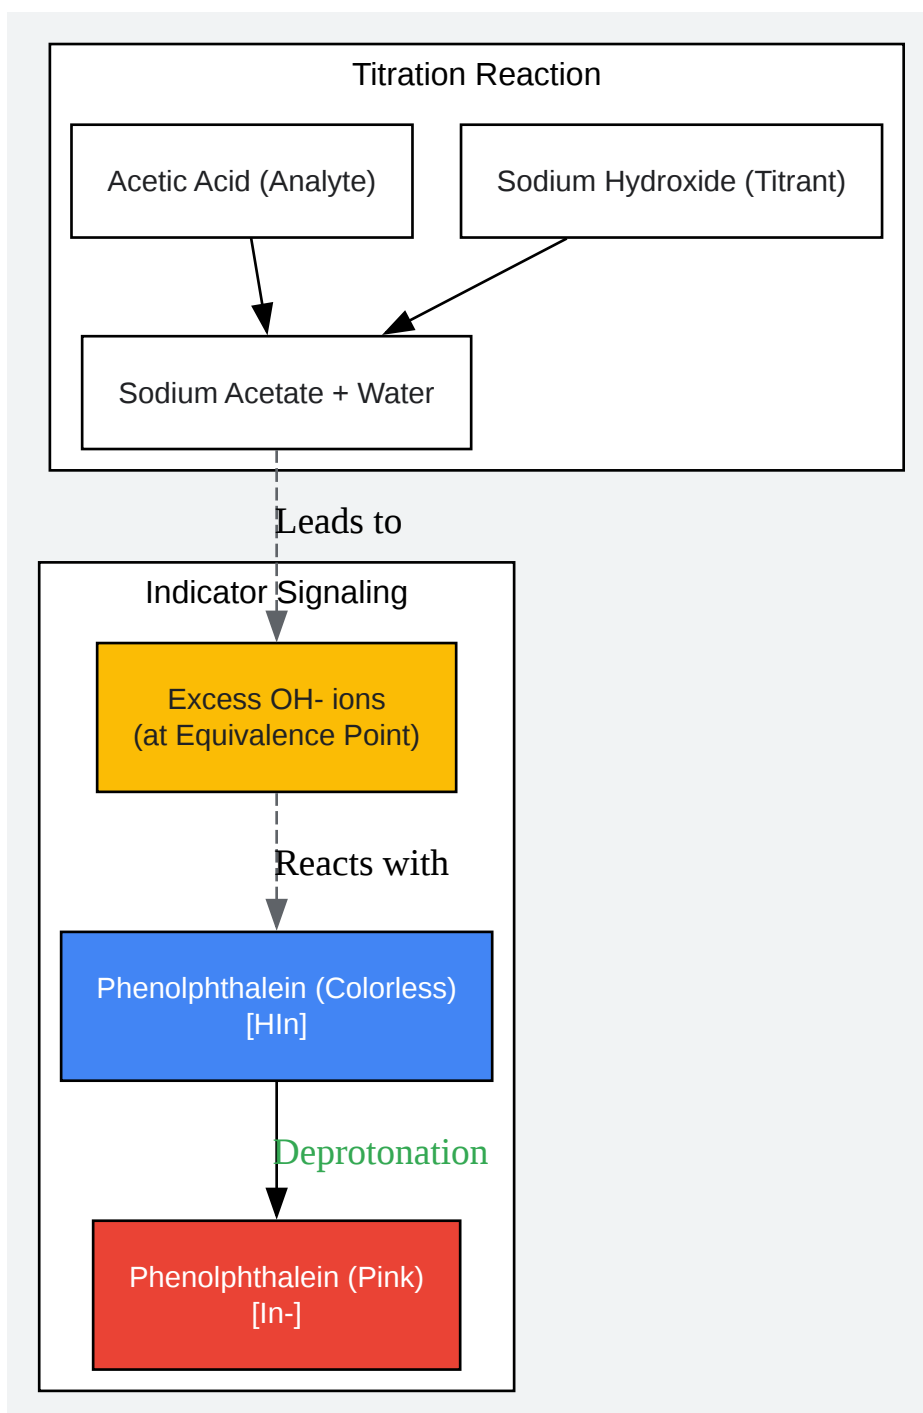 Titration Reaction
Acetic Acid (Analyte)
Sodium Hydroxide (Titrant)
Sodium Acetate + Water
Leads to
Indicator Signaling
Excess OH- ions
(at Equivalence Point)
Reacts with
Phenolphthalein (Colorless)
[HIn]
Deprotonation
Phenolphthalein (Pink)
[In-]